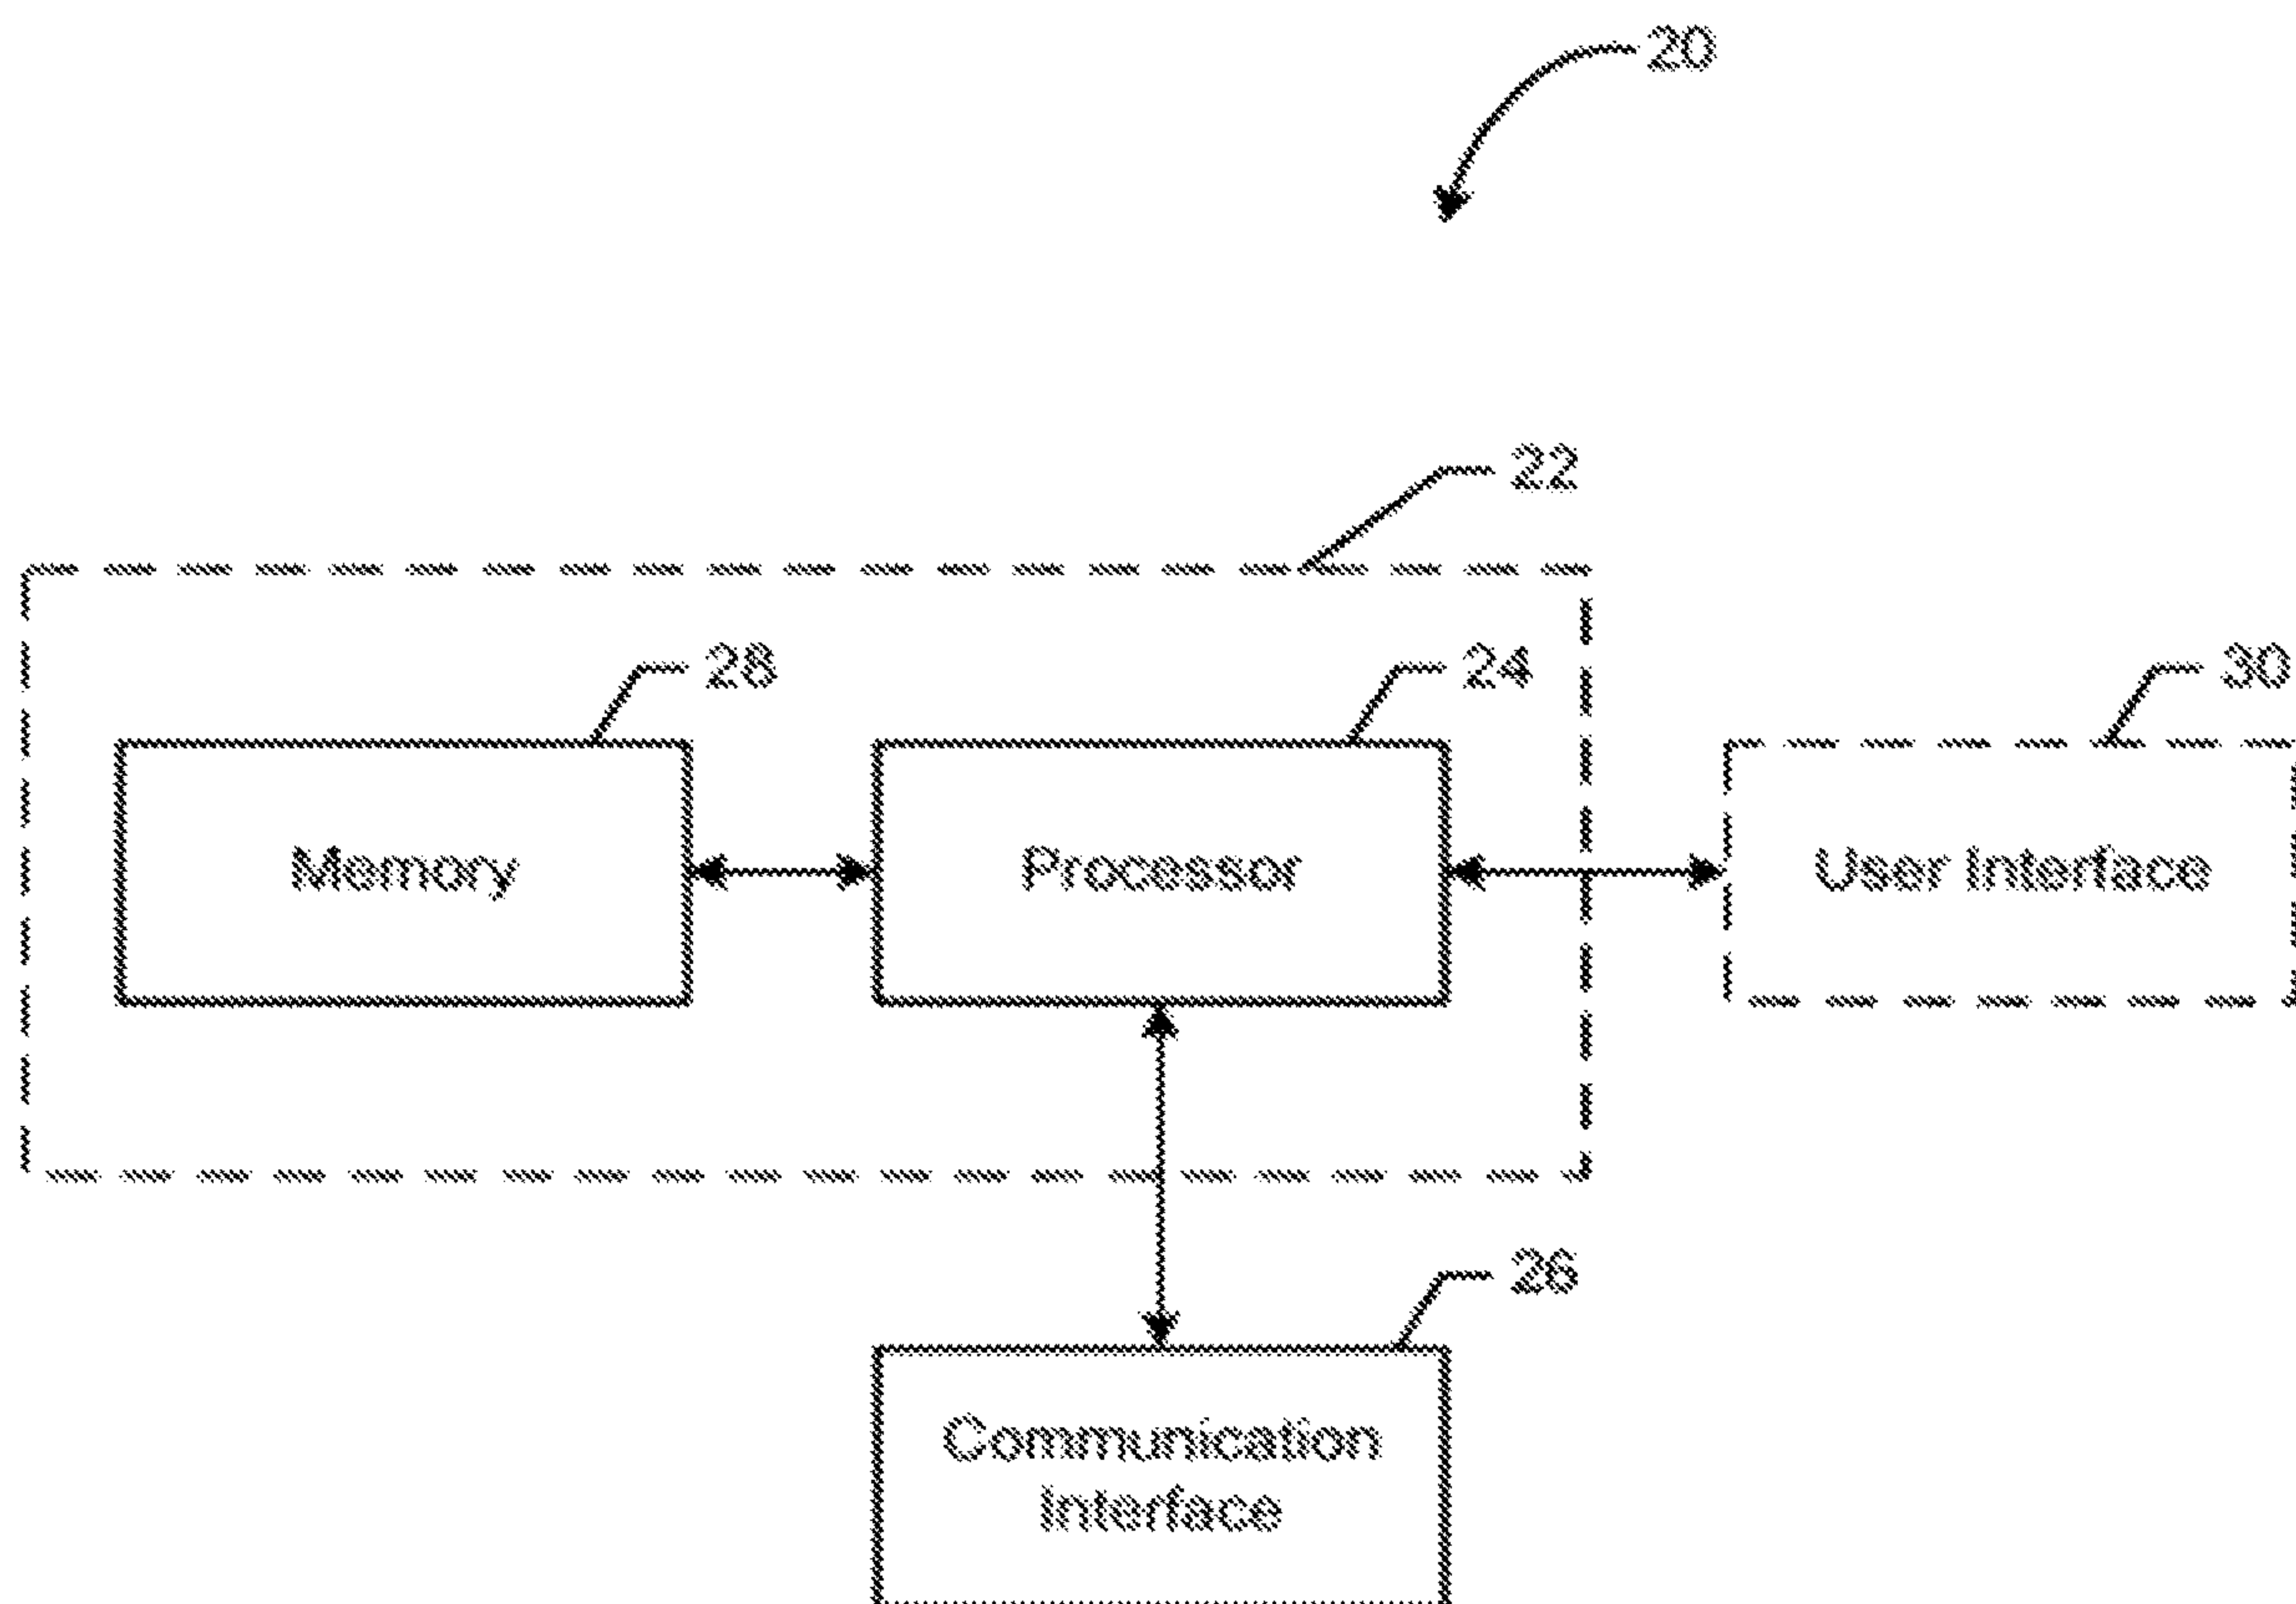 20
22
28
24
30
Memory
Processor
User Interface
26
Communication
Interface